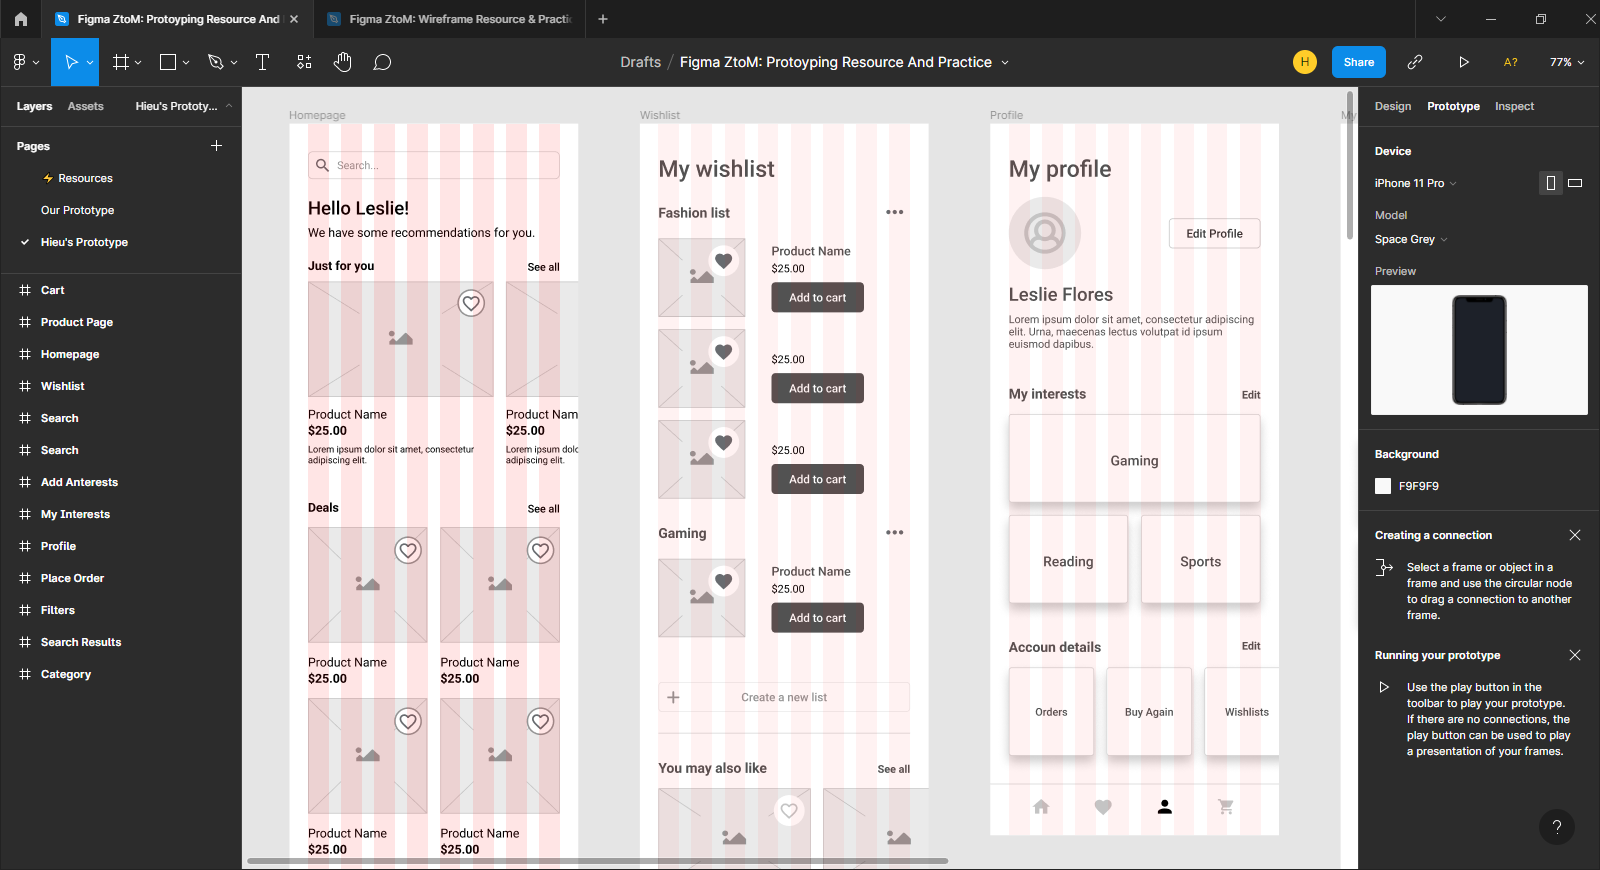 Figma ZtoM: Protoyping Resource And
Figma ZtoM: Wireframe Resource & Practic
Drafts / Figma ZtoM: Protoyping Resource And Practice
H
Share
A?
77%
Layers
Assets
Hieu's Prototy...
Pages
Resources
Our Prototype
Hieu's Prototype
Cart
Product Page
Homepage
Wishlist
Search
Search
Add Anterests
My Interests
Profile
Place Order
Filters
Search Results
Category
Homepage
Search...
Hello Leslie!
We have some recommendations for you.
Just for you
See all
Product Name
$25.00
Lorem ipsum dolor sit amet, consectetur
adipiscing elit.
Product Nam
$25.00
Lorem ipsum dolo
adipiscing elit.
Deals
See all
Product Name
$25.00
Product Name
$25.00
Product Name
$25.00
Product Name
$25.00
Wishlist
My wishlist
Fashion list
Product Name
$25.00
Add to cart
$25.00
Add to cart
$25.00
Add to cart
Gaming
Product Name
$25.00
Add to cart
Create a new list
You may also like
See all
Profile
My profile
Edit Profile
Leslie Flores
Lorem ipsum dolor sit amet, consectetur adipiscing
elit. Urna, maecenas lectus volutpat id ipsum
euismod dapibus.
My interests
Edit
Gaming
Reading
Sports
Accoun details
Edit
Orders
Buy Again
Wishlists
My
Design
Prototype
Inspect
Device
iPhone 11 Pro
Model
Space Grey
Preview
Background
F9F9F9
Creating a connection
Select a frame or object in a
frame and use the circular node
to drag a connection to another
frame.
Running your prototype
Use the play button in the
toolbar to play your prototype.
If there are no connections, the
play button can be used to play
a presentation of your frames.
?